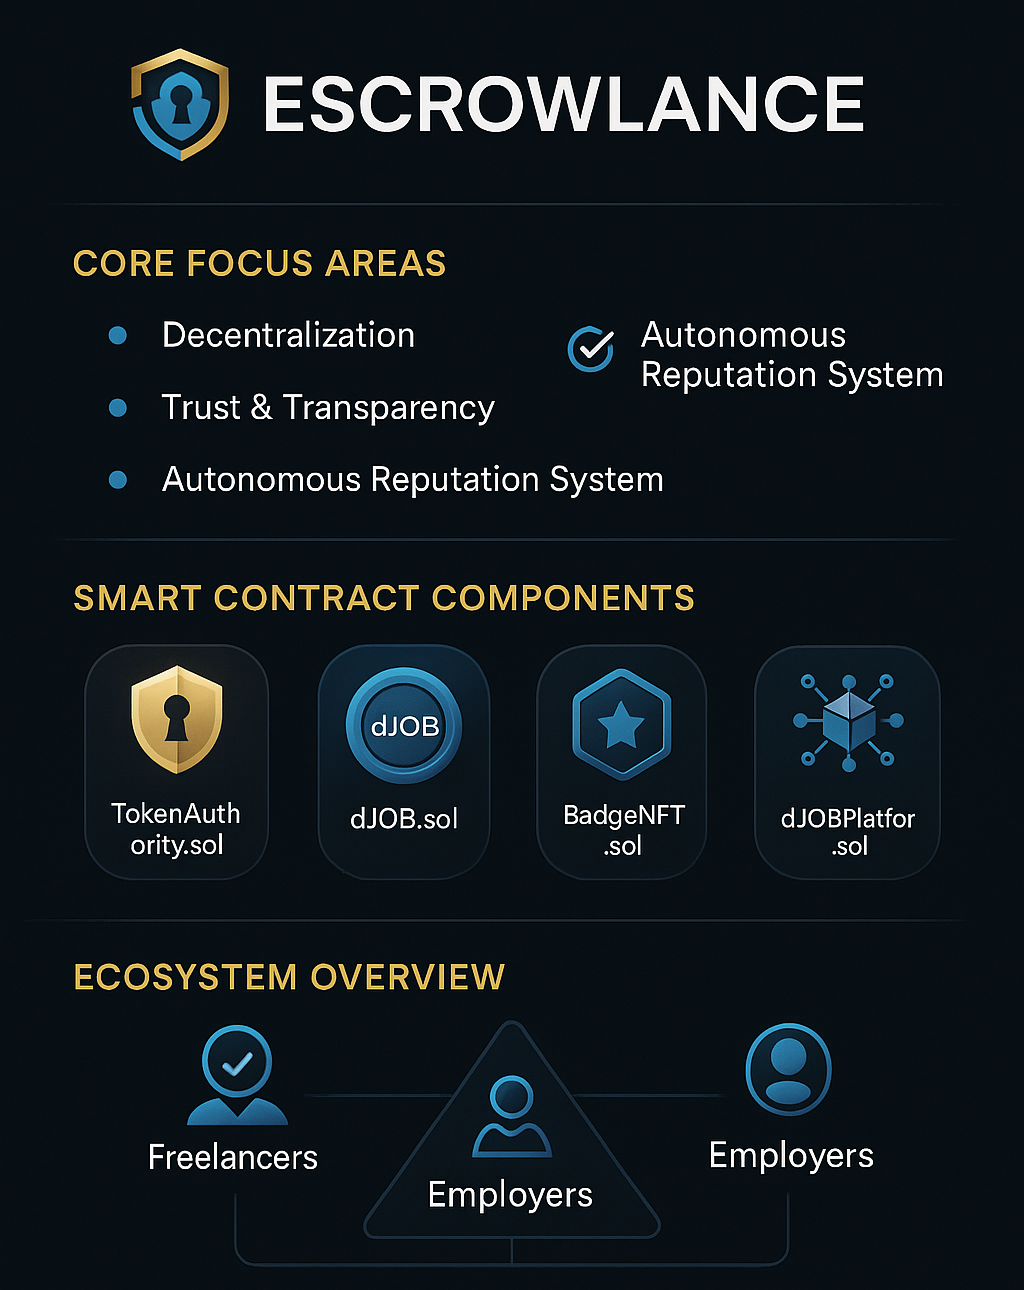 ESCROWLANCE
CORE FOCUS AREAS
Decentralization
Trust & Transparency
Autonomous Reputation System
Autonomous
Reputation System
SMART CONTRACT COMPONENTS
TokenAuth
ority.sol
dJOB
dJOB.sol
BadgeNFT
.sol
dJOBPlatfor
.sol
ECOSYSTEM OVERVIEW
Freelancers
Employers
Employers